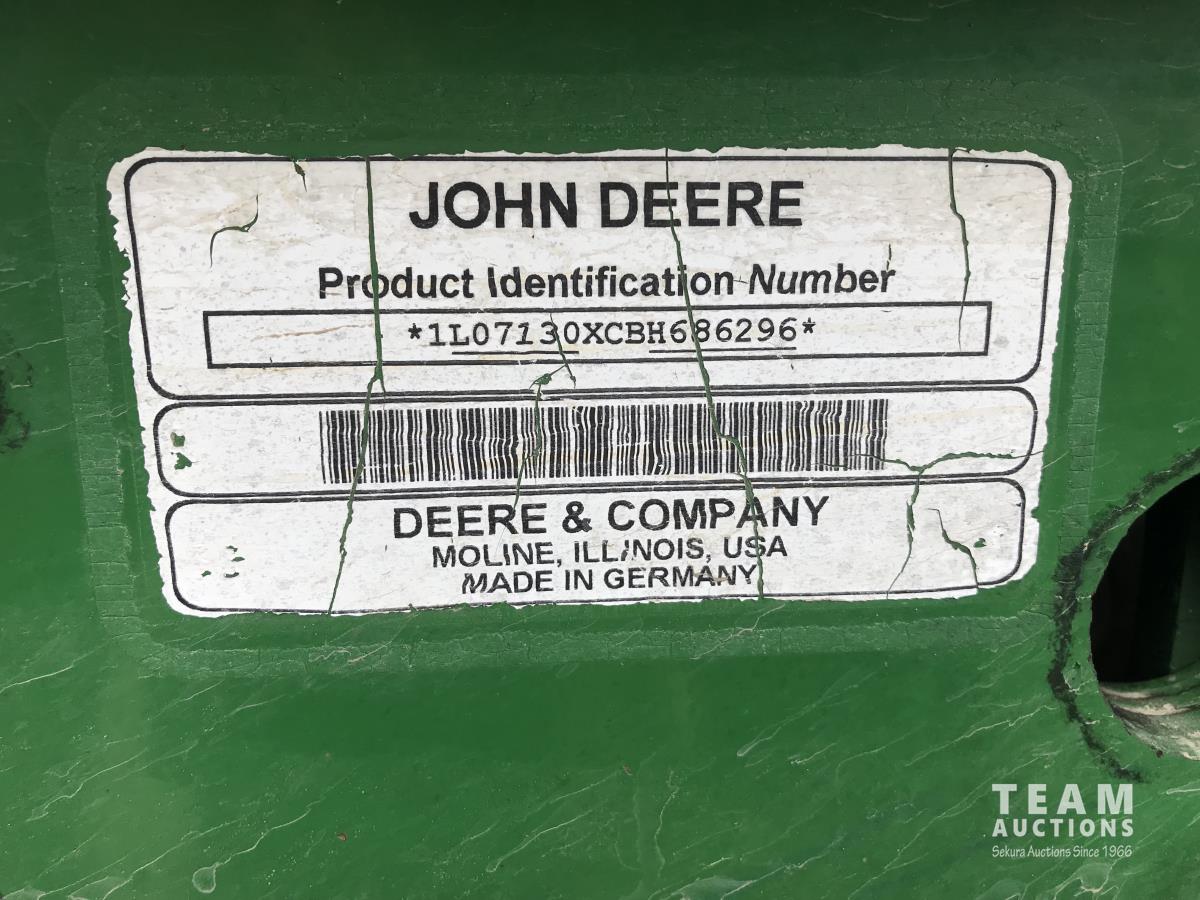 JOHN DEERE
Product Identification Number
*1L07130XCBH686296*
DEERE & COMPANY
MOLINE, ILLINOIS, USA
MADE IN GERMANY
TEAM
AUCTIONS
Sekura Auctions Since 1966